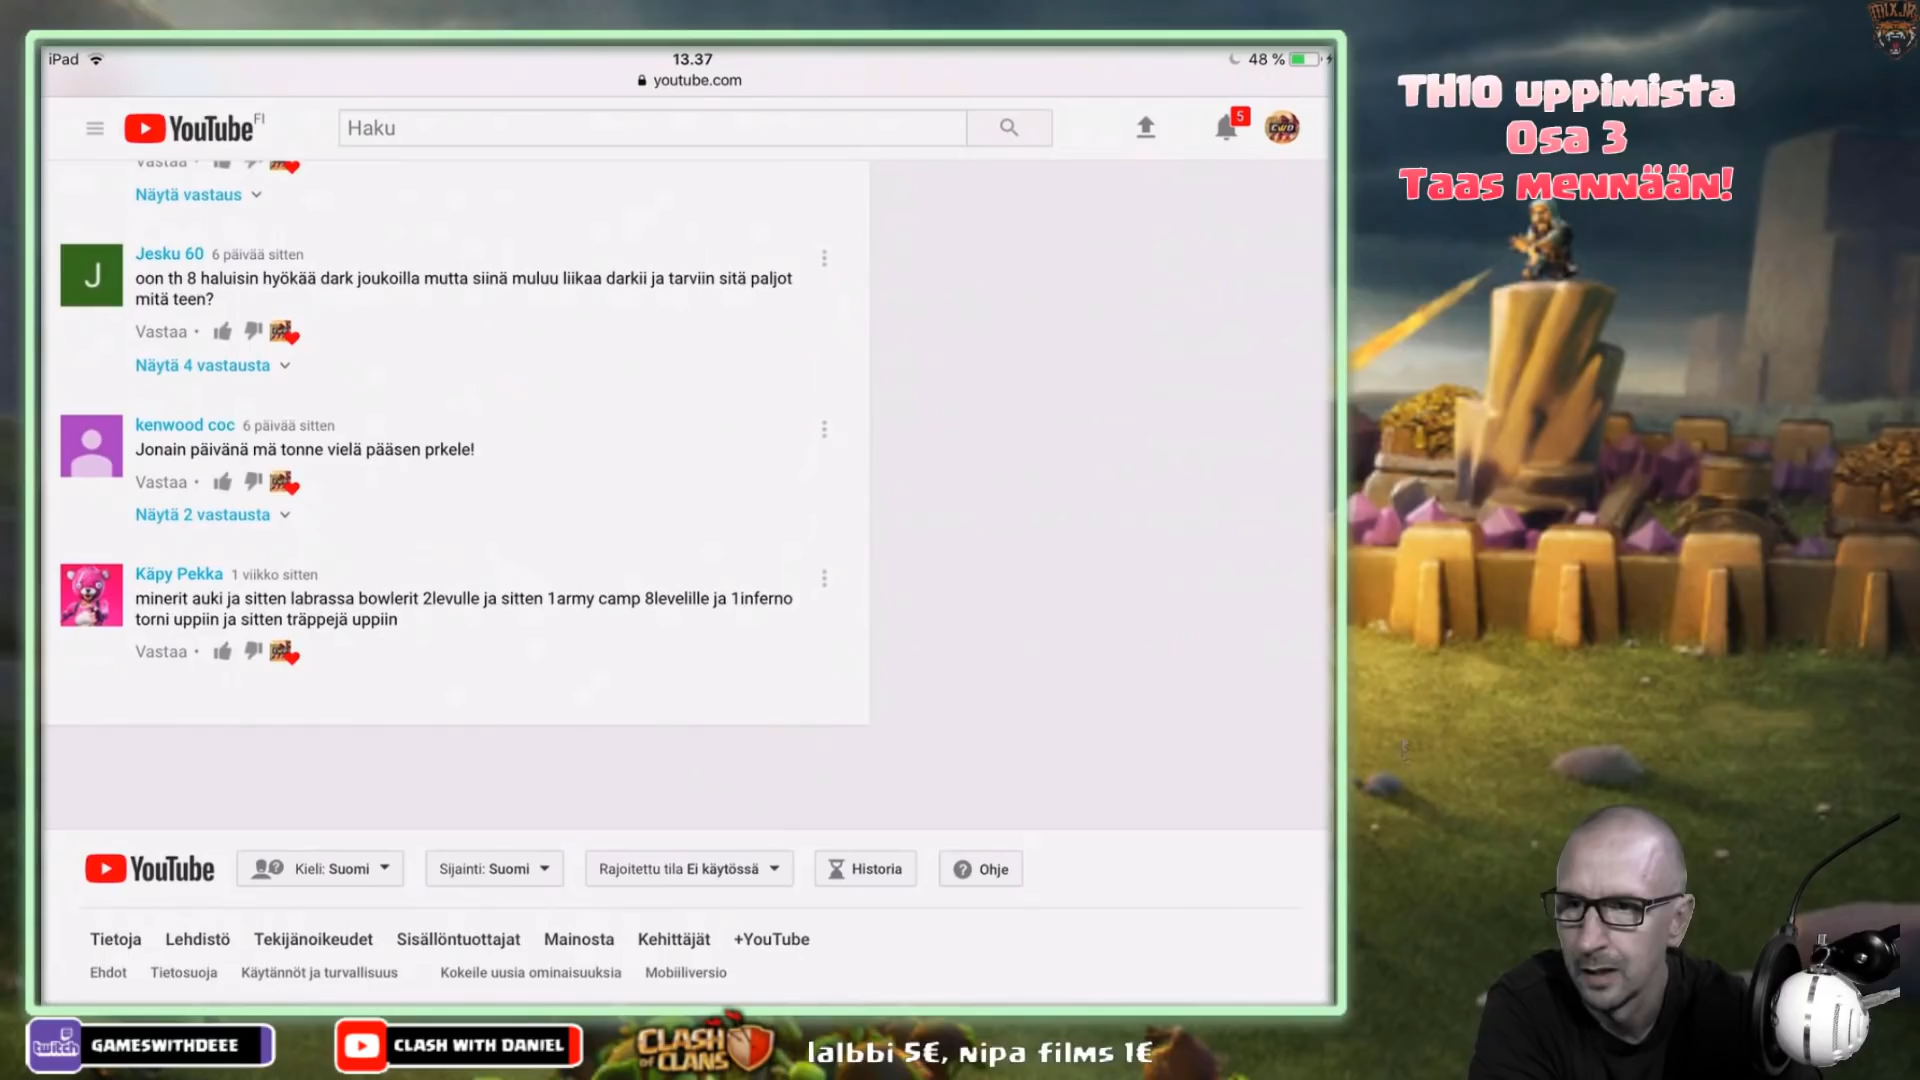 iPad
13.37
48 %
youtube.com
YouTube FI
Haku
5
CWD
Vastaa •
Näytä vastaus
J
Jesku 60 6 päivää sitten
oon th 8 haluisin hyökää dark joukoilla mutta siinä muluu liikaa darkii ja tarviin sitä paljot
mitä teen?
Vastaa •
Näytä 4 vastausta
kenwood coc 6 päivää sitten
Jonain päivänä mä tonne vielä pääsen prkele!
Vastaa •
Näytä 2 vastausta
Käpy Pekka 1 viikko sitten
minerit auki ja sitten labrassa bowlerit 2levulle ja sitten 1army camp 8levelille ja 1inferno
torni uppiin ja sitten träppejä uppiin
Vastaa •
YouTube
Kieli: Suomi
Sijainti: Suomi
Rajoitettu tila Ei käytössä
Historia
Ohje
Tietoja Lehdistö Tekijänoikeudet Sisällöntuottajat Mainosta Kehittäjät +YouTube
Ehdot Tietosuoja Käytännöt ja turvallisuus Kokeile uusia ominaisuuksia Mobiiliversio
TH10 uppimista
Osa 3
Taas mennään!
twitch
GAMESWITHDEEE
CLASH WITH DANIEL
CLASH OF CLANS
lalbbi 5€, Nipa films 1€